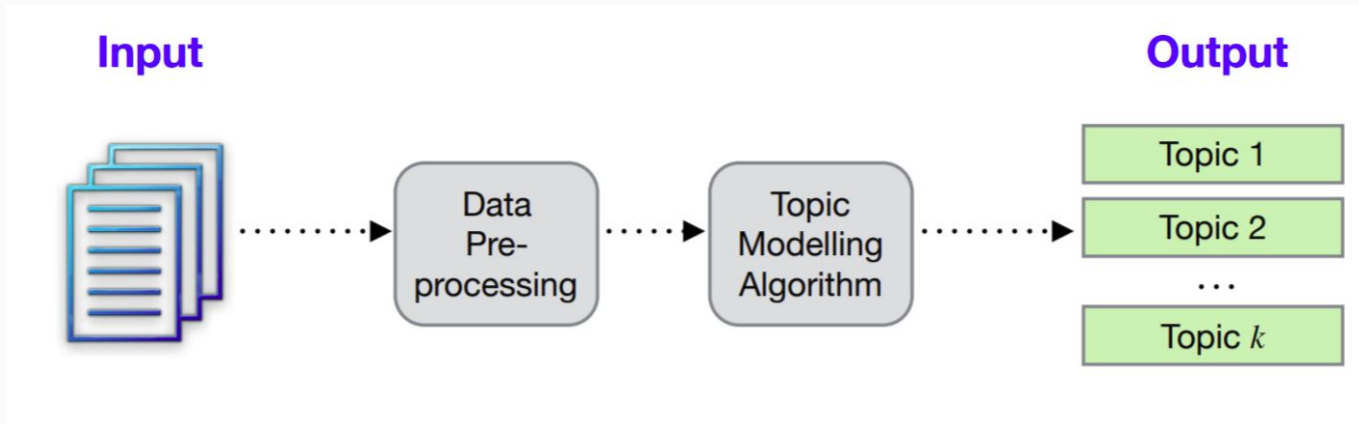 Input
Output
Data
Pre-
processing
Topic
Modelling
Algorithm
Topic 1
Topic 2
...
Topic k